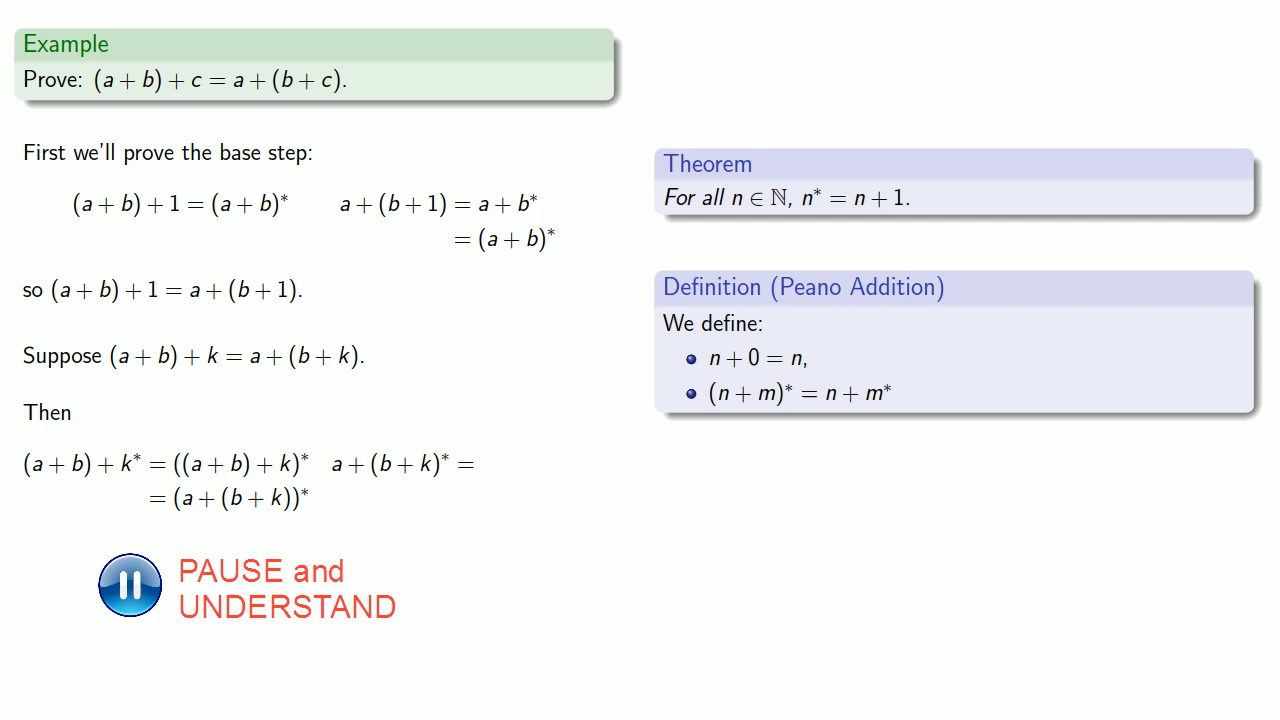 Example
Prove: (a + b) + c = a + (b + c).
First we'll prove the base step:
(a + b) + 1 = (a + b)* a + (b + 1) = a + b*
= (a + b)*
so (a + b) + 1 = a + (b + 1).
Suppose (a + b) + k = a + (b + k).
Then
(a + b) + k* = ((a + b) + k)* a + (b + k)* =
= (a + (b + k))*
PAUSE and
UNDERSTAND
Theorem
For all n ∈ ℕ, n* = n + 1.
Definition (Peano Addition)
We define:
• n + 0 = n,
• (n + m)* = n + m*